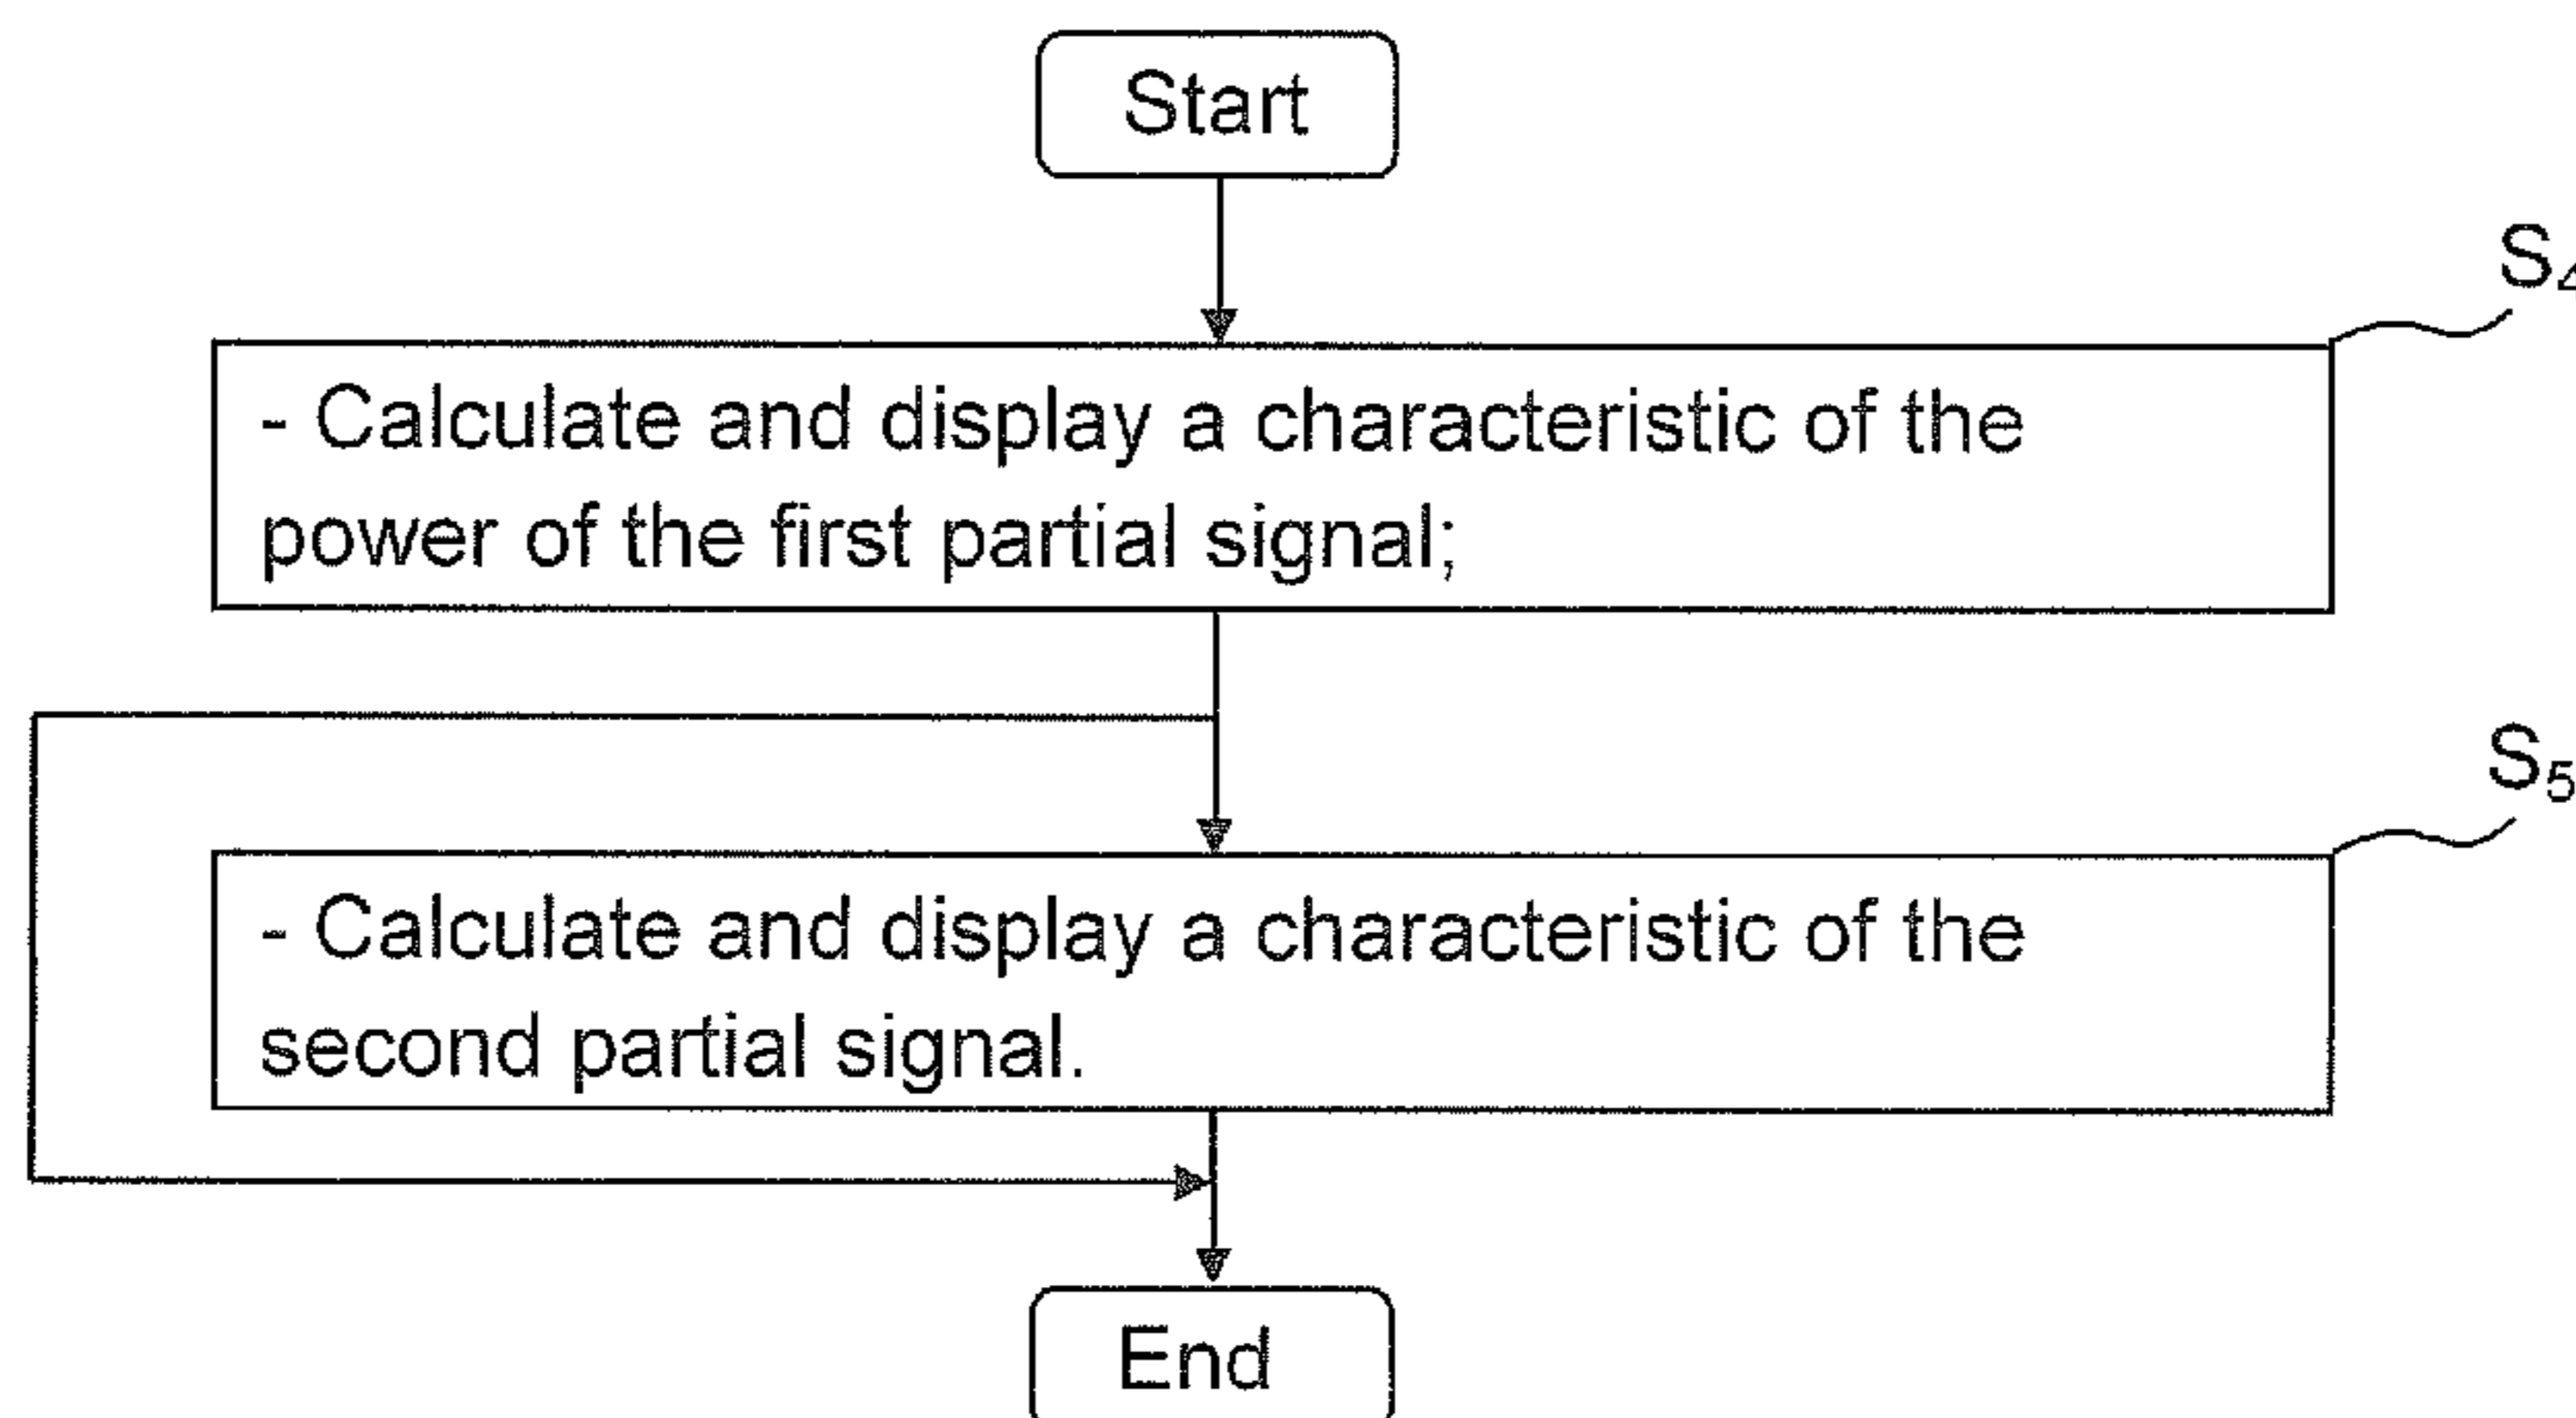 Start
S4
- Calculate and display a characteristic of the
power of the first partial signal;
S5
- Calculate and display a characteristic of the
second partial signal.
End